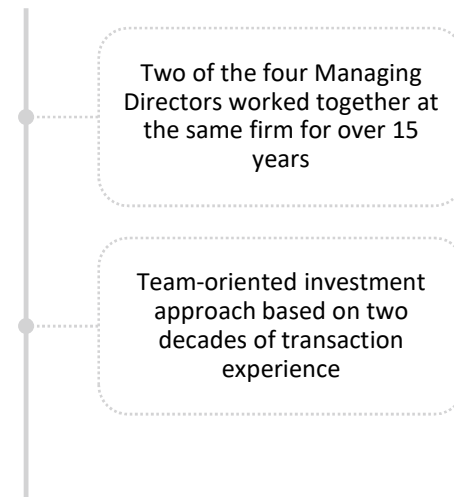 Two of the four Managing
Directors worked together at
the same firm for over 15
years
Team-oriented investment
approach based on two
decades of transaction
experience